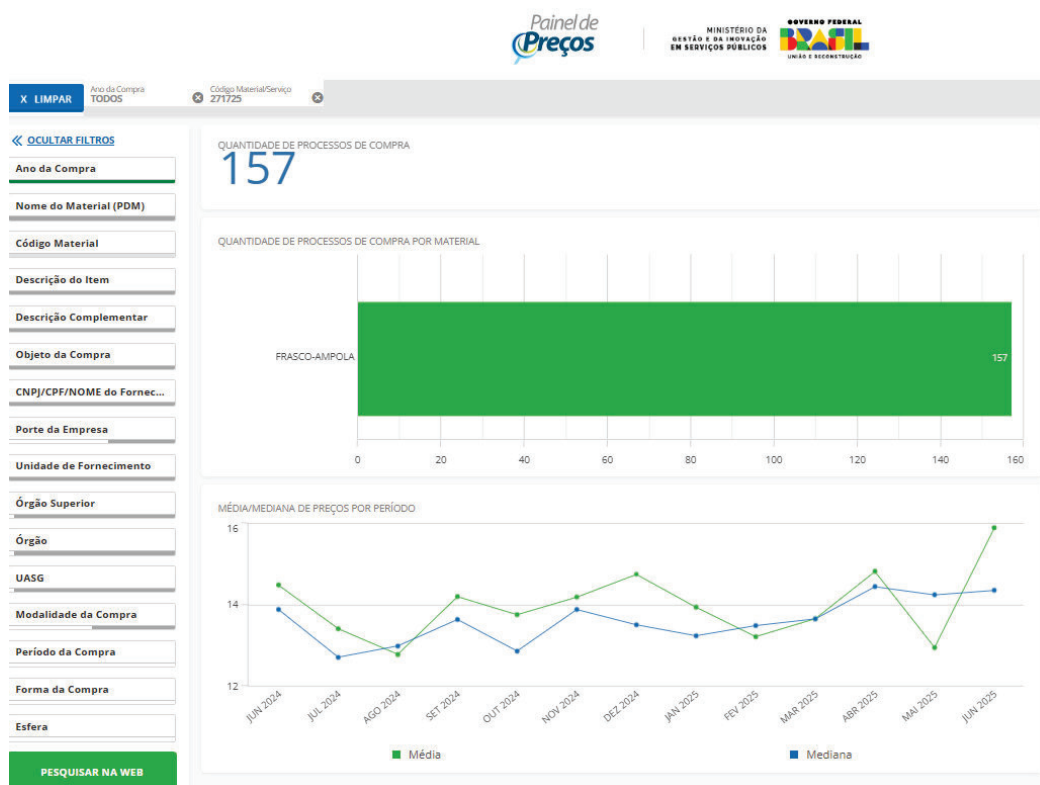 Painel de
Preços
MINISTÉRIO DA
GESTÃO E DA INOVAÇÃO
EM SERVIÇOS PÚBLICOS
GOVERNO FEDERAL
BRASIL
UNIÃO E RECONSTRUÇÃO
X LIMPAR
Ano da Compra
TODOS
Código Material/Serviço
271725
OCULTAR FILTROS
Ano da Compra
Nome do Material (PDM)
Código Material
Descrição do Item
Descrição Complementar
Objeto da Compra
CNPJ/CPF/NOME do Fornec...
Porte da Empresa
Unidade de Fornecimento
Órgão Superior
Órgão
UASG
Modalidade da Compra
Período da Compra
Forma da Compra
Esfera
PESQUISAR NA WEB
QUANTIDADE DE PROCESSOS DE COMPRA
157
QUANTIDADE DE PROCESSOS DE COMPRA POR MATERIAL
FRASCO-AMPOLA
157
0 20 40 60 80 100 120 140 160
MÉDIA/MEDIANA DE PREÇOS POR PERÍODO
16
14
12
JUN 2024 JUL 2024 AGO 2024 SET 2024 OUT 2024 NOV 2024 DEZ 2024 JAN 2025 FEV 2025 MAR 2025 ABR 2025 MAI 2025 JUN 2025
Média Mediana